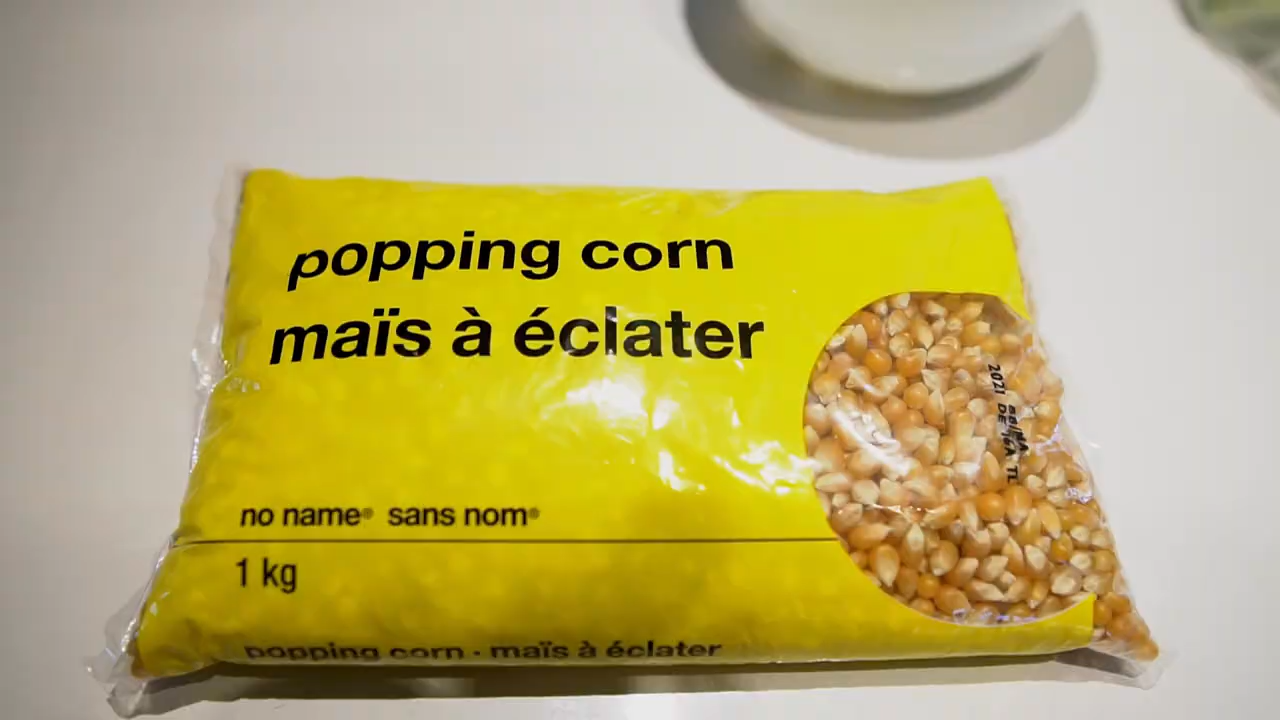 popping corn
maïs à éclater
no name® sans nom®
1 kg
popping corn · maïs à éclater
2021